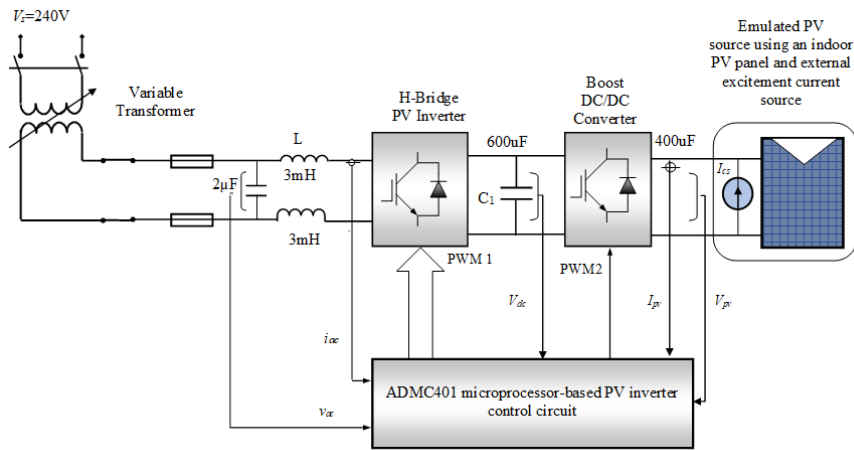 Vs=240V
Variable
Transformer
L
3mH
2µF
3mH
H-Bridge
PV Inverter
PWM 1
600uF
C1
Boost
DC/DC
Converter
PWM2
400uF
Emulated PV
source using an indoor
PV panel and external
excitement current
source
Ics
iac
vac
Vdc
Ipv
Vpv
ADMC401 microprocessor-based PV inverter
control circuit